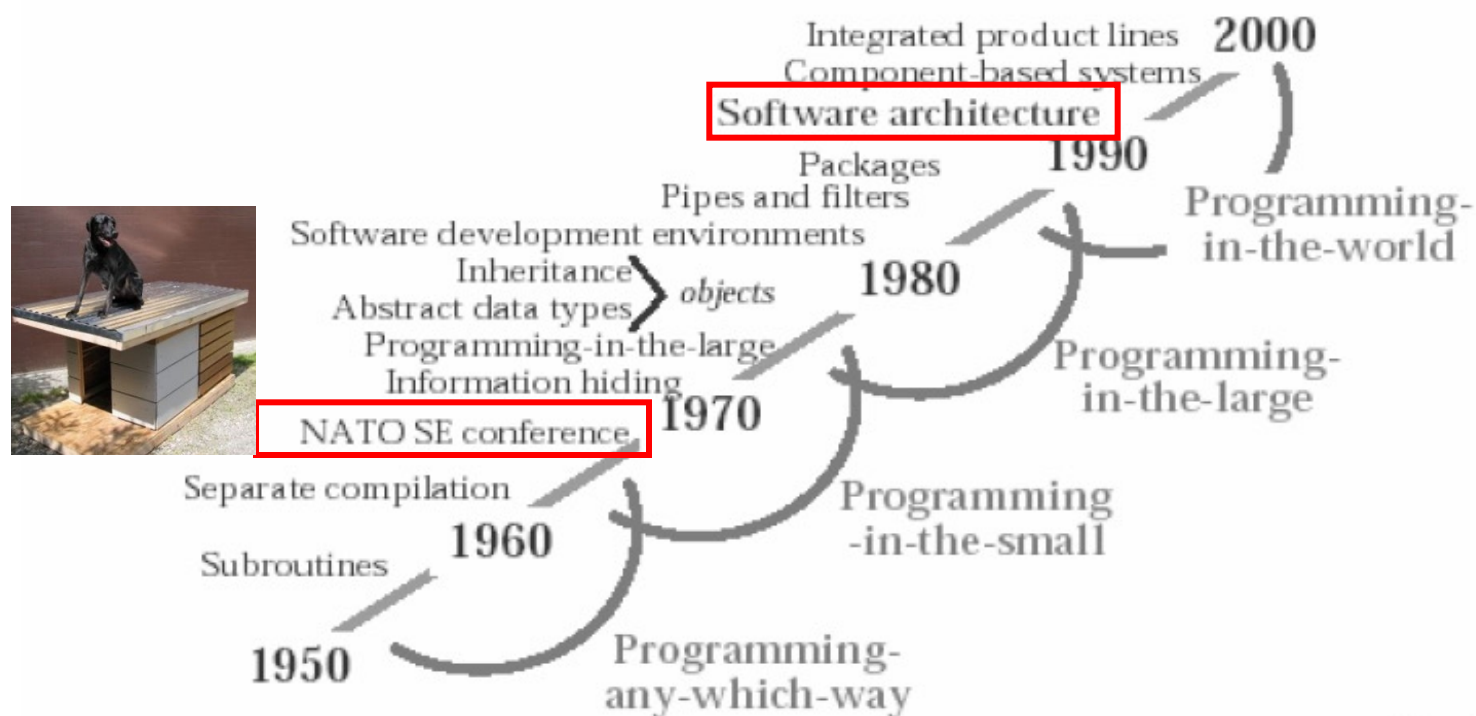 Integrated product lines
2000
Component-based systems
Software architecture
1990
Packages
Pipes and filters
Programming-
in-the-world
Software development environments
Inheritance
objects
1980
Abstract data types
Programming-in-the-large
Programming-
in-the-large
Information hiding
1970
NATO SE conference
Separate compilation
Programming
-in-the-small
1960
Subroutines
1950
Programming-
any-which-way